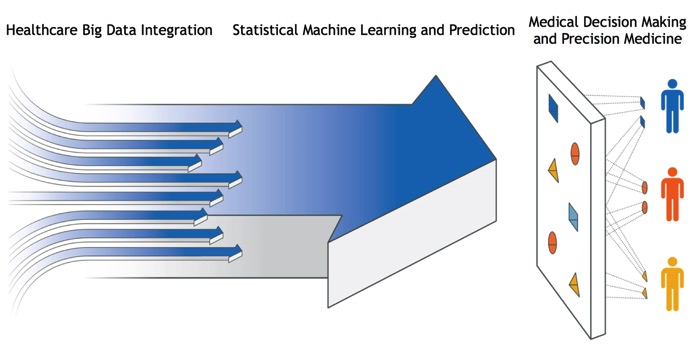 Healthcare Big Data Integration
Statistical Machine Learning and Prediction
Medical Decision Making
and Precision Medicine